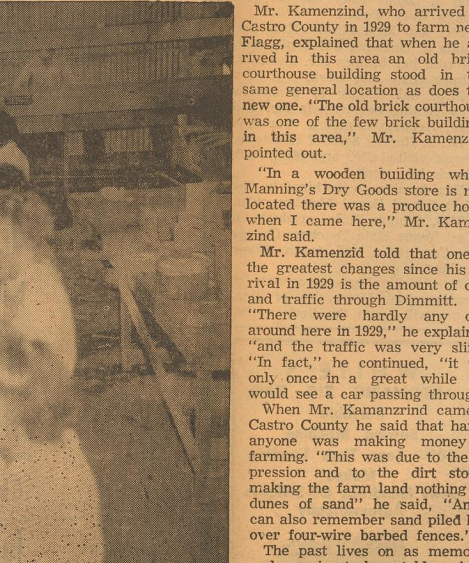 Mr. Kamenzind, who arrived
Castro County in 1929 to farm ne
Flagg, explained that when he a
rived in this area an old bri
courthouse building stood in
same general location as does t
new one. "The old brick courthou
was one of the few brick buildin
in this area," Mr. Kamenz
pointed out.
"In a wooden building wh
Manning's Dry Goods store is n
located there was a produce ho
when I came here," Mr. Kam
zind said.
Mr. Kamenzid told that one
the greatest changes since his
rival in 1929 is the amount of c
and traffic through Dimmitt.
"There were hardly any c
around here in 1929," he explain
"and the traffic was very sli
"In fact," he continued, "it
only once in a great while
would see a car passing throug
When Mr. Kamanzrind came
Castro County he said that har
anyone was making money
farming. "This was due to the
pression and to the dirt sto
making the farm land nothing
dunes of sand" he said, "An
can also remember sand piled h
over four-wire barbed fences."
The past lives on as memo